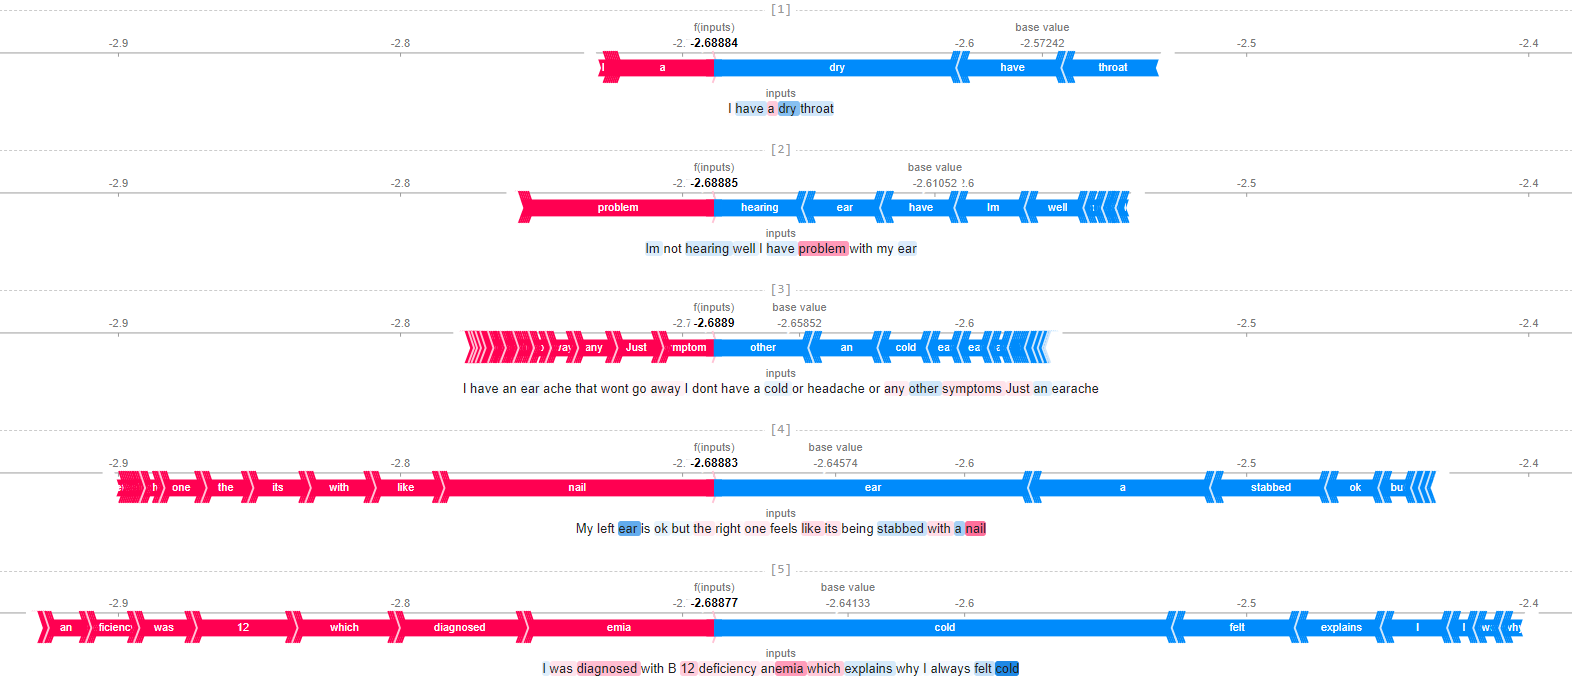 [1]
f(inputs) base value
-2.9 -2.8 -2. -2.68884 -2.6 -2.57242 -2.5 -2.4
I a dry have throat
inputs
I have a dry throat
[2]
f(inputs) base value
-2.9 -2.8 -2. -2.68885 -2.61052 2.6 -2.5 -2.4
problem hearing ear have Im well
inputs
Im not hearing well I have problem with my ear
[3]
f(inputs) base value
-2.9 -2.8 -2.7 -2.6889 -2.65852 -2.6 -2.5 -2.4
way any Just mptom other an cold ea ea a
inputs
I have an ear ache that wont go away I dont have a cold or headache or any other symptoms Just an earache
[4]
f(inputs) base value
-2.9 -2.8 -2. -2.68883 -2.64574 -2.6 -2.5 -2.4
one the its with like nail ear a stabbed ok bu
inputs
My left ear is ok but the right one feels like its being stabbed with a nail
[5]
f(inputs) base value
-2.9 -2.8 -2. -2.68877 -2.64133 -2.6 -2.5 -2.4
an ficienc was 12 which diagnosed emia cold felt explains I I w why
inputs
I was diagnosed with B 12 deficiency anemia which explains why I always felt cold